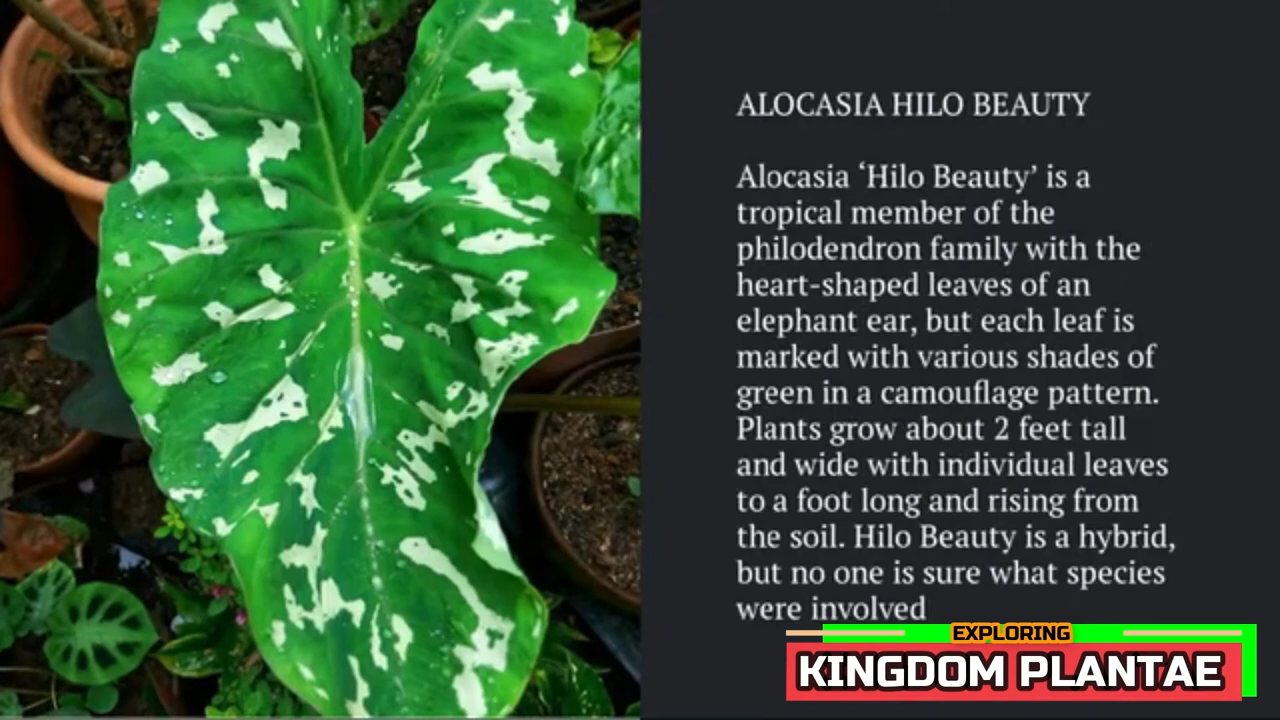 ALOCASIA HILO BEAUTY
Alocasia ‘Hilo Beauty’ is a
tropical member of the
philodendron family with the
heart-shaped leaves of an
elephant ear, but each leaf is
marked with various shades of
green in a camouflage pattern.
Plants grow about 2 feet tall
and wide with individual leaves
to a foot long and rising from
the soil. Hilo Beauty is a hybrid,
but no one is sure what species
were involved
EXPLORING
KINGDOM PLANTAE